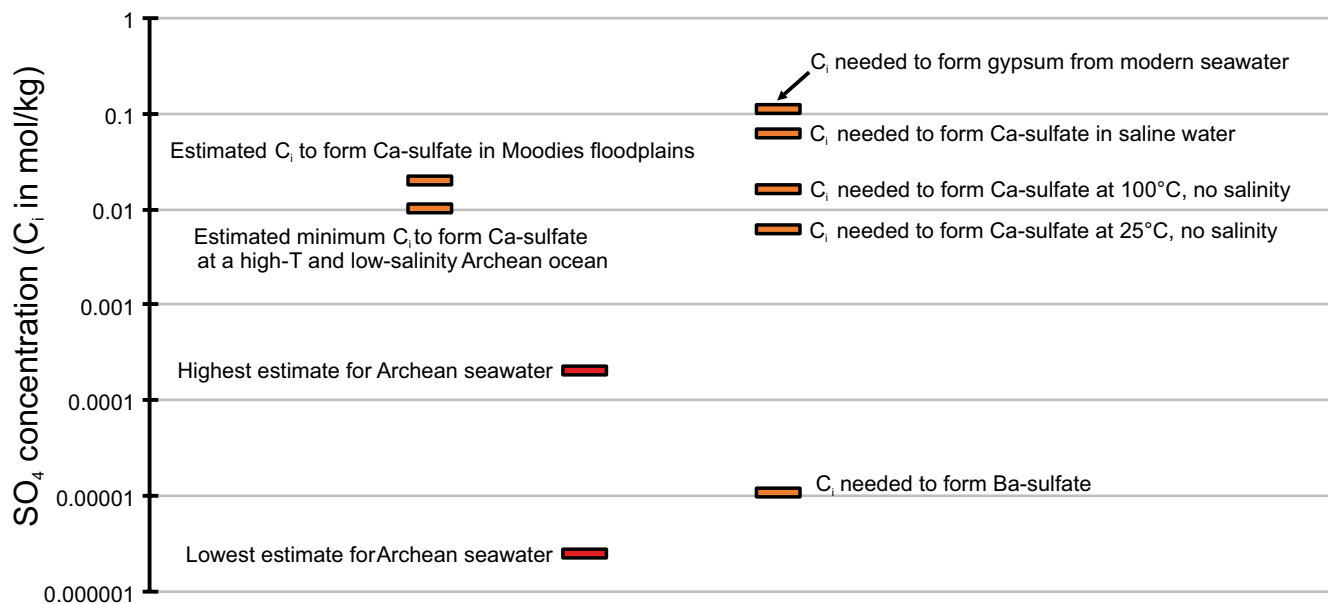 SO₄ concentration (Cᵢ in mol/kg)
1
0.1
0.01
0.001
0.0001
0.00001
0.000001
Cᵢ needed to form gypsum from modern seawater
Cᵢ needed to form Ca-sulfate in saline water
Estimated Cᵢ to form Ca-sulfate in Moodies floodplains
Cᵢ needed to form Ca-sulfate at 100°C, no salinity
Estimated minimum Cᵢ to form Ca-sulfate
at a high-T and low-salinity Archean ocean
Cᵢ needed to form Ca-sulfate at 25°C, no salinity
Highest estimate for Archean seawater
Cᵢ needed to form Ba-sulfate
Lowest estimate for Archean seawater